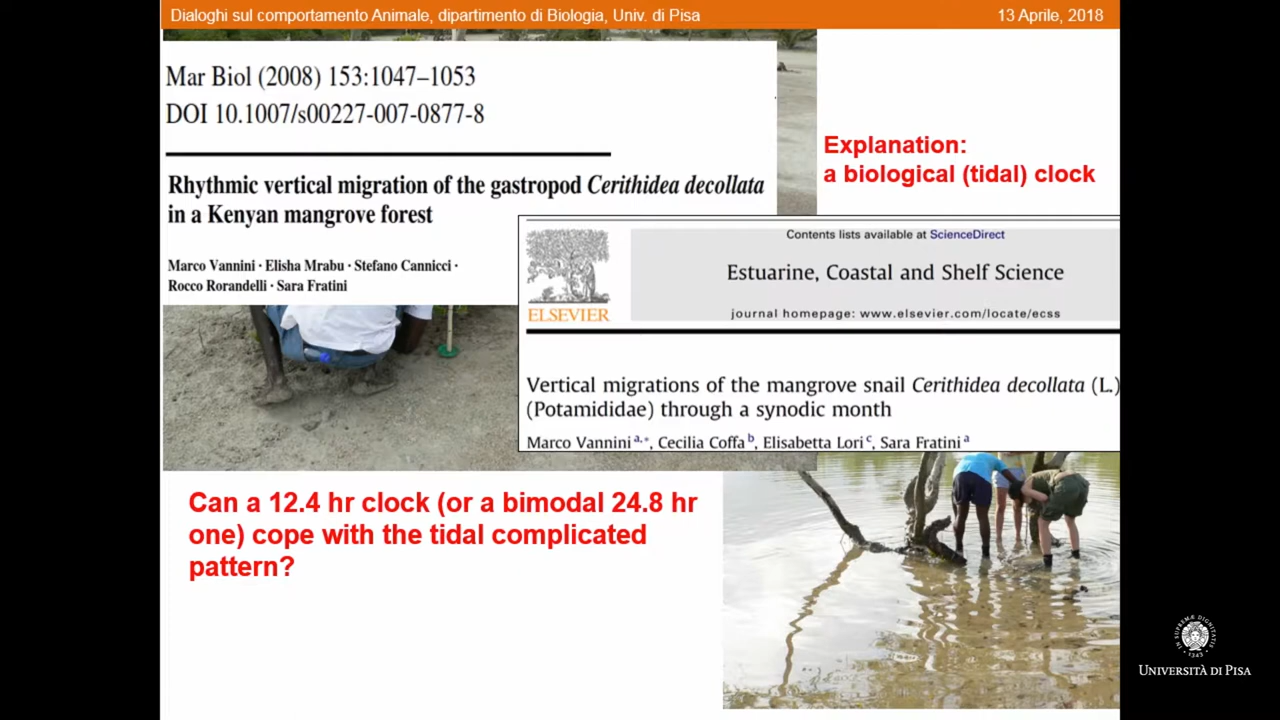 Dialoghi sul comportamento Animale, dipartimento di Biologia, Univ. di Pisa
13 Aprile, 2018
Mar Biol (2008) 153:1047–1053
DOI 10.1007/s00227-007-0877-8
Rhythmic vertical migration of the gastropod Cerithidea decollata
in a Kenyan mangrove forest
Marco Vannini · Elisha Mrabu · Stefano Cannicci ·
Rocco Rorandelli · Sara Fratini
Explanation:
a biological (tidal) clock
Contents lists available at ScienceDirect
Estuarine, Coastal and Shelf Science
journal homepage: www.elsevier.com/locate/ecss
ELSEVIER
Vertical migrations of the mangrove snail Cerithidea decollata (L.)
(Potamididae) through a synodic month
Marco Vannini a,*, Cecilia Coffa b, Elisabetta Lori c, Sara Fratini a
Can a 12.4 hr clock (or a bimodal 24.8 hr
one) cope with the tidal complicated
pattern?
IN SUPREMÆ DIGNITATIS
1343
UNIVERSITÀ DI PISA